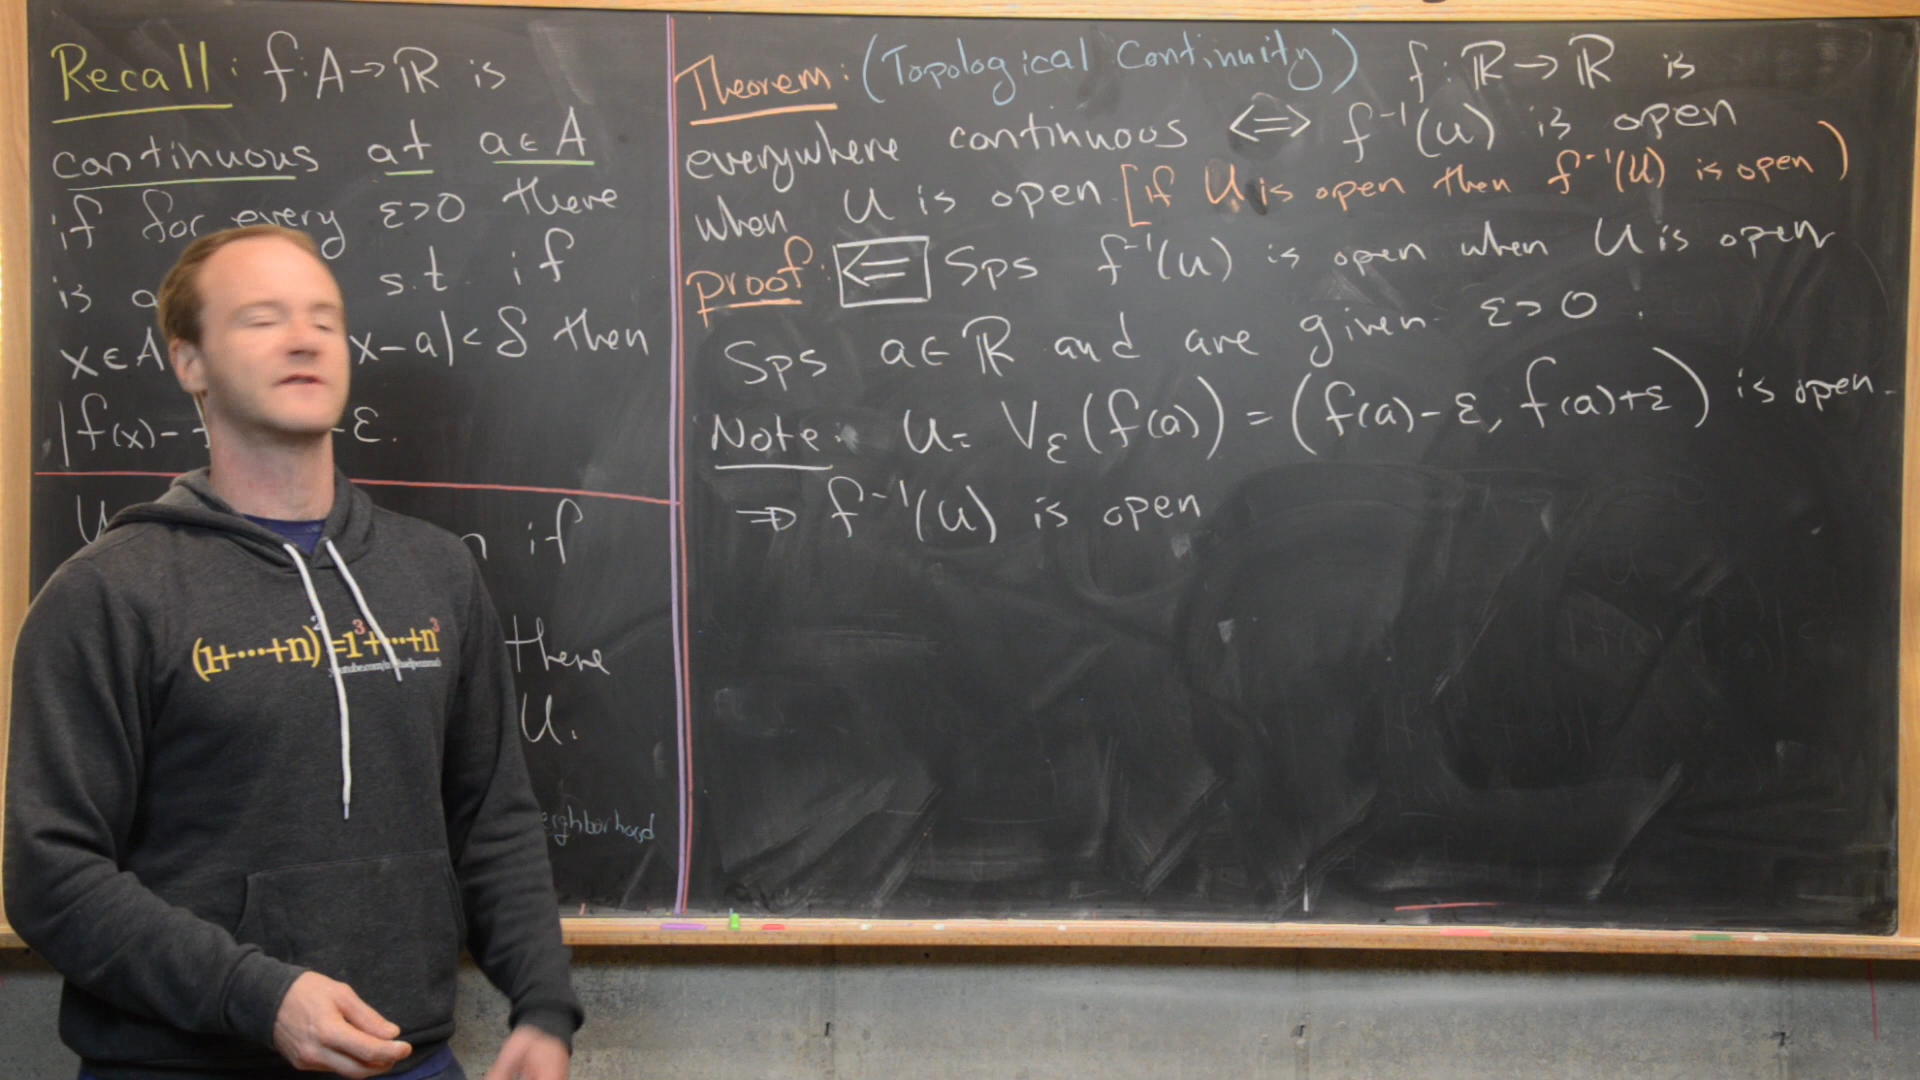 Recall: f:A→ℝ is
continuous at a∈A
if for every ε>0 there
is a s.t. if
x∈A x-a|<δ then
|f(x)- ε.
U if
there
U.
neighborhood
Theorem: (Topological Continuity) f:ℝ→ℝ is
everywhere continuous <=> f⁻¹(U) is open
when U is open. [if U is open then f⁻¹(U) is open)
proof: <= Sps f⁻¹(U) is open when U is open
Sps a∈ℝ and are given ε>0.
Note: U= V_ε(f(a)) = (f(a)-ε, f(a)+ε) is open.
⇒ f⁻¹(U) is open
(1+···+n)²=1³+···+n³